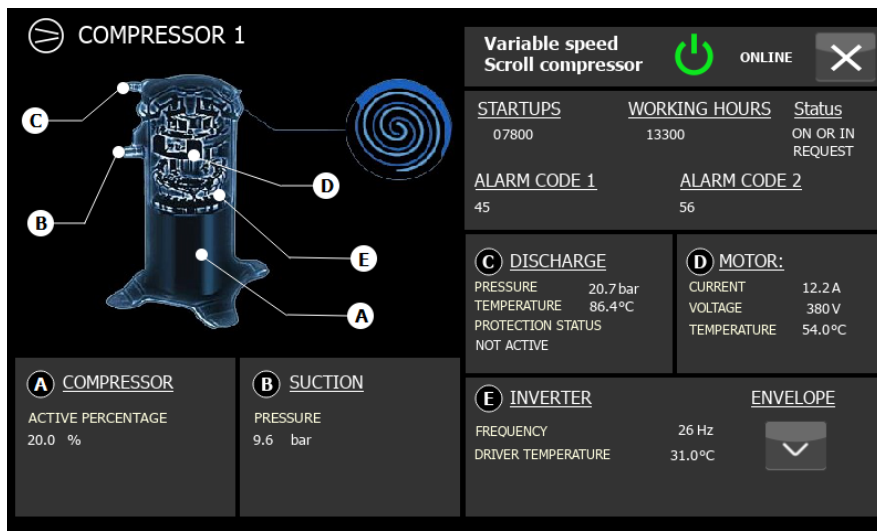 COMPRESSOR 1
C
B
D
E
A
Variable speed
Scroll compressor
ONLINE
STARTUPS WORKING HOURS Status
07800 13300 ON OR IN
REQUEST
ALARM CODE 1 ALARM CODE 2
45 56
C DISCHARGE
PRESSURE 20.7 bar
TEMPERATURE 86.4°C
PROTECTION STATUS
NOT ACTIVE
D MOTOR:
CURRENT 12.2 A
VOLTAGE 380 V
TEMPERATURE 54.0°C
A COMPRESSOR
ACTIVE PERCENTAGE
20.0 %
B SUCTION
PRESSURE
9.6 bar
E INVERTER ENVELOPE
FREQUENCY 26 Hz
DRIVER TEMPERATURE 31.0°C